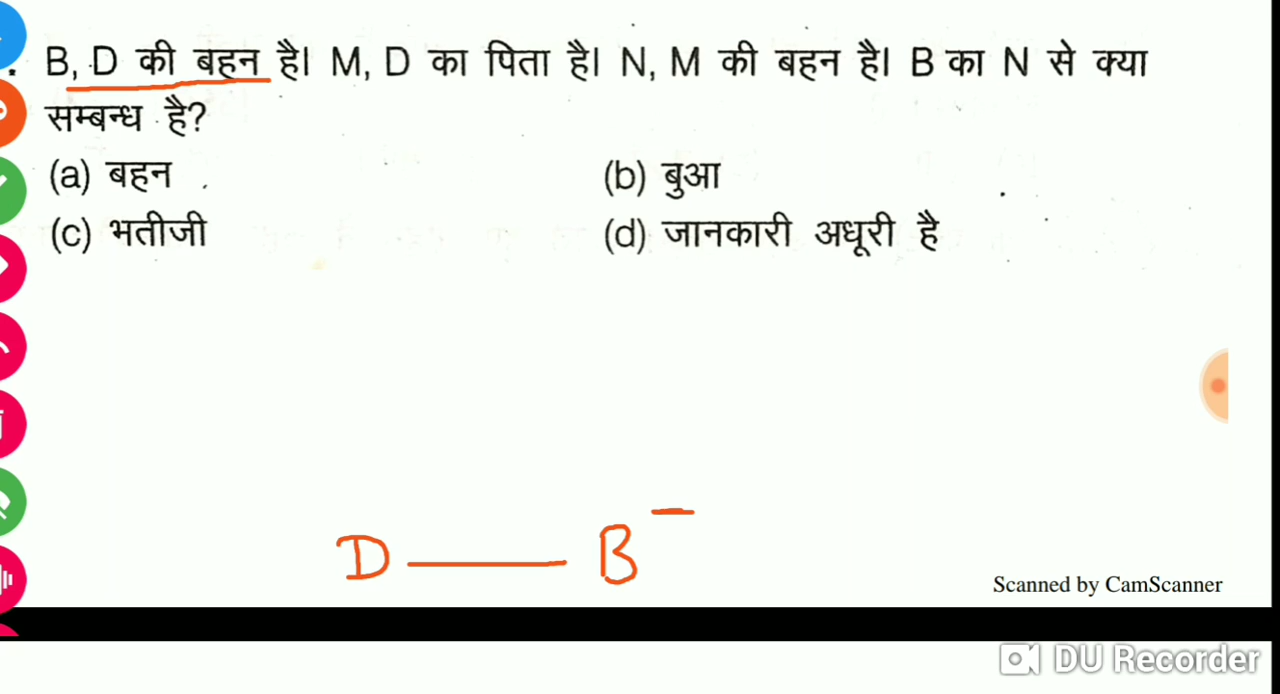 B, D की बहन है। M, D का पिता है। N, M की बहन है। B का N से क्या
सम्बन्ध है?
(a) बहन (b) बुआ
(c) भतीजी (d) जानकारी अधूरी है
D — B −
Scanned by CamScanner
DU Recorder